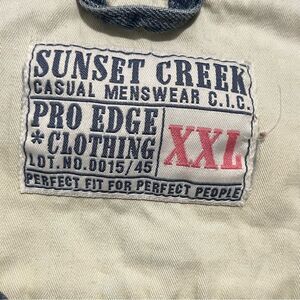 SUNSET CREEK
CASUAL MENSWEAR C.I.C.
PRO EDGE
*CLOTHING
XXL
LOT.NO.0015/45
PERFECT FIT FOR PERFECT PEOPLE